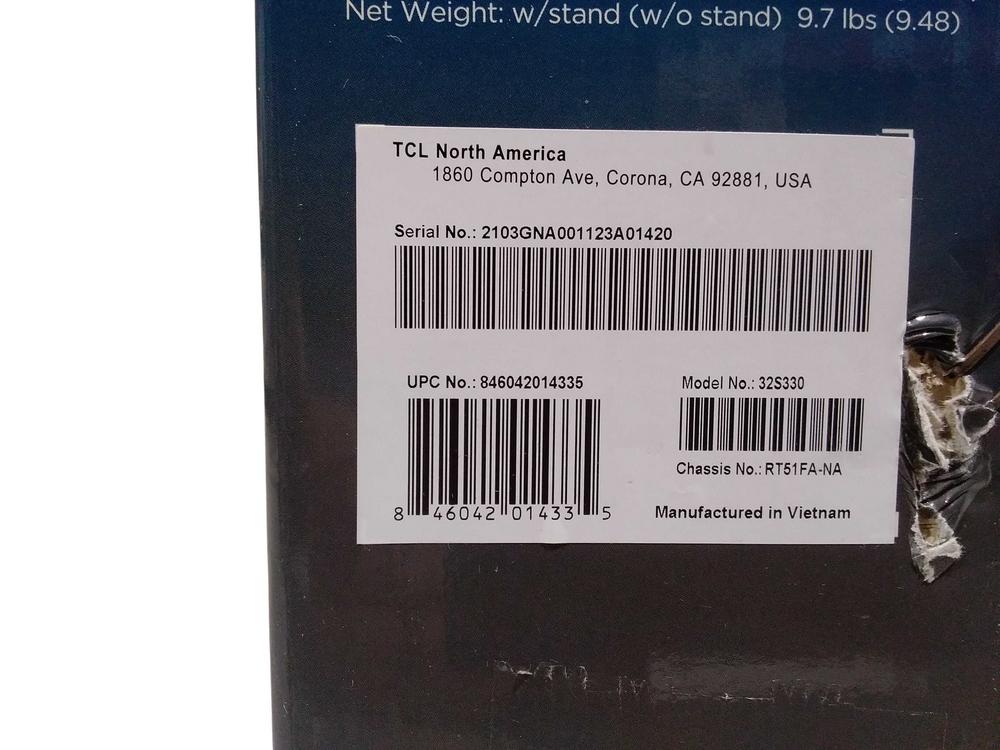 Net Weight: w/stand (w/o stand) 9.7 lbs (9.48)
TCL North America
1860 Compton Ave, Corona, CA 92881, USA
Serial No.: 2103GNA001123A01420
UPC No.: 846042014335
Model No.: 32S330
Chassis No.: RT51FA-NA
8 46042 01433 5
Manufactured in Vietnam